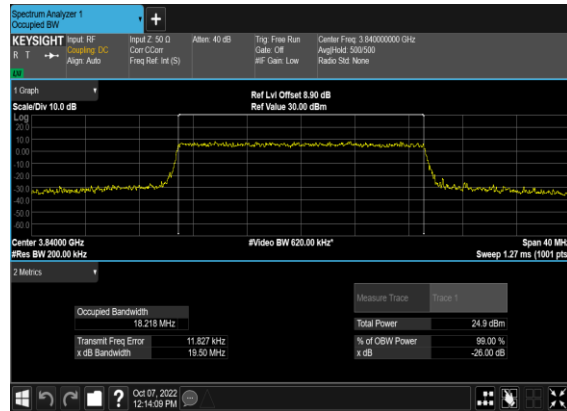 Spectrum Analyzer 1
Occupied BW
+
KEYSIGHT Input: RF Input Z: 50 Ω Atten: 40 dB Trig: Free Run Center Freq: 3.840000000 GHz
R T Coupling: DC Corr CCorr Gate: Off Avg|Hold: 500/500
Align: Auto Freq Ref: Int (S) #IF Gain: Low Radio Std: None
1 Graph
Ref Lvl Offset 8.90 dB
Scale/Div 10.0 dB Ref Value 30.00 dBm
Log
20.0
10.0
0.00
-10.0
-20.0
-30.0
-40.0
-50.0
-60.0
Center 3.84000 GHz #Video BW 620.00 kHz* Span 40 MHz
#Res BW 200.00 kHz Sweep 1.27 ms (1001 pts
2 Metrics
Measure Trace Trace 1
Occupied Bandwidth
18.218 MHz Total Power 24.9 dBm
Transmit Freq Error 11.827 kHz % of OBW Power 99.00 %
x dB Bandwidth 19.50 MHz x dB -26.00 dB
? Oct 07, 2022
12:14:09 PM